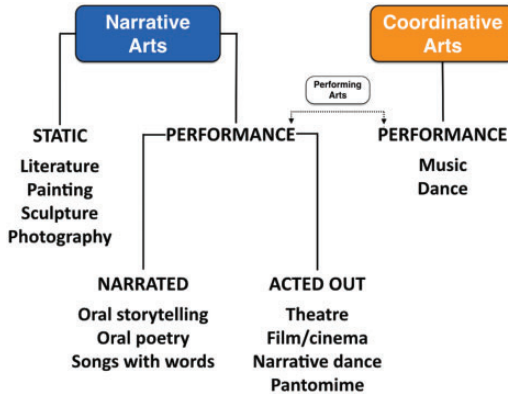 Narrative
Arts
Coordinative
Arts
Performing
Arts
STATIC
Literature
Painting
Sculpture
Photography
PERFORMANCE
PERFORMANCE
Music
Dance
NARRATED
Oral storytelling
Oral poetry
Songs with words
ACTED OUT
Theatre
Film/cinema
Narrative dance
Pantomime